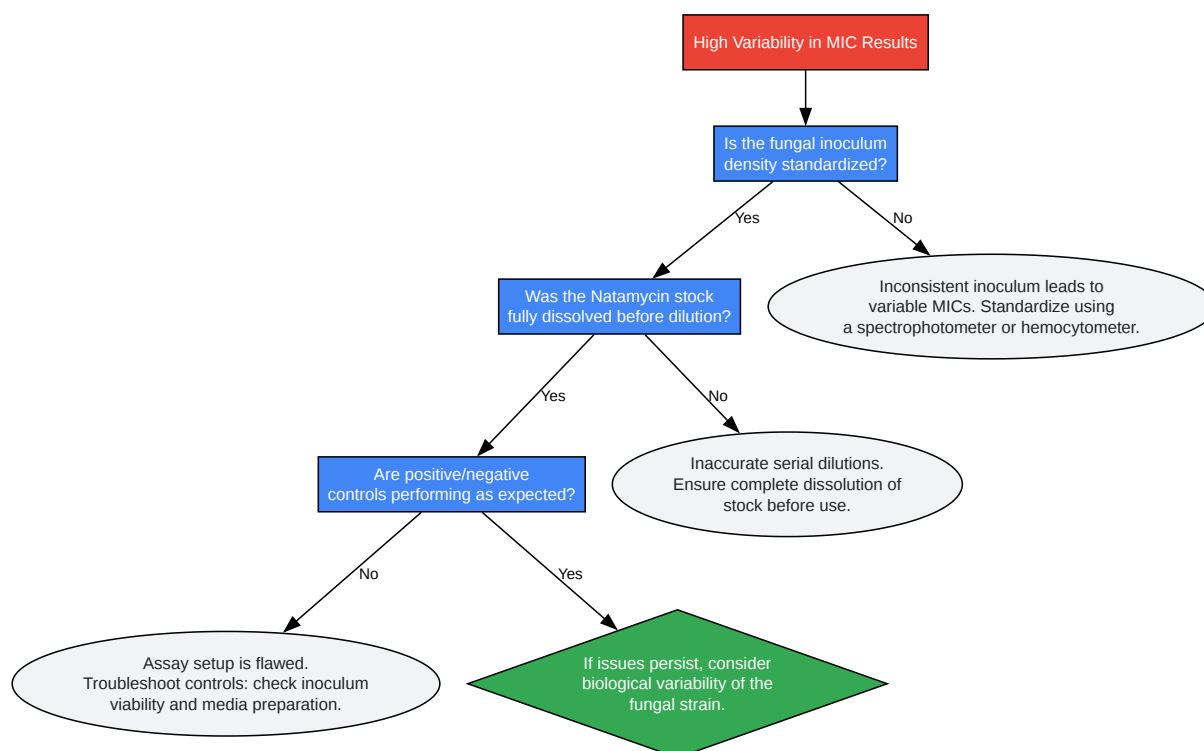 High Variability in MIC Results
Is the fungal inoculum
density standardized?
Yes
No
Inconsistent inoculum leads to
variable MICs. Standardize using
a spectrophotometer or hemocytometer.
Was the Natamycin stock
fully dissolved before dilution?
Yes
No
Inaccurate serial dilutions.
Ensure complete dissolution of
stock before use.
Are positive/negative
controls performing as expected?
No
Yes
Assay setup is flawed.
Troubleshoot controls: check inoculum
viability and media preparation.
If issues persist, consider
biological variability of the
fungal strain.